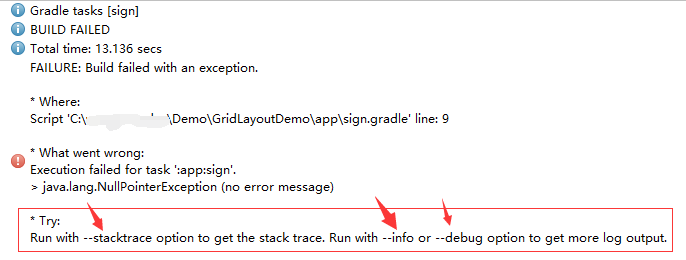 Gradle tasks [sign]
BUILD FAILED
Total time: 13.136 secs
FAILURE: Build failed with an exception.
* Where:
Script 'C:\ \Demo\GridLayoutDemo\app\sign.gradle' line: 9
* What went wrong:
Execution failed for task ':app:sign'.
> java.lang.NullPointerException (no error message)
* Try:
Run with --stacktrace option to get the stack trace. Run with --info or --debug option to get more log output.